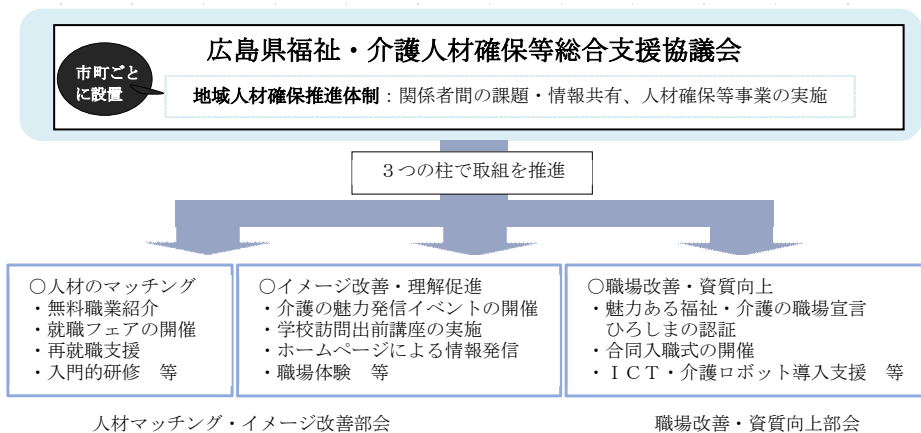 広島県福祉・介護人材確保等総合支援協議会
市町ごと
に設置
地域人材確保推進体制：関係者間の課題・情報共有、人材確保等事業の実施
３つの柱で取組を推進
○人材のマッチング
・無料職業紹介
・就職フェアの開催
・再就職支援
・入門的研修　等
○イメージ改善・理解促進
・介護の魅力発信イベントの開催
・学校訪問出前講座の実施
・ホームページによる情報発信
・職場体験　等
○職場改善・資質向上
・魅力ある福祉・介護の職場宣言
ひろしまの認証
・合同入職式の開催
・ＩＣＴ・介護ロボット導入支援　等
人材マッチング・イメージ改善部会
職場改善・資質向上部会